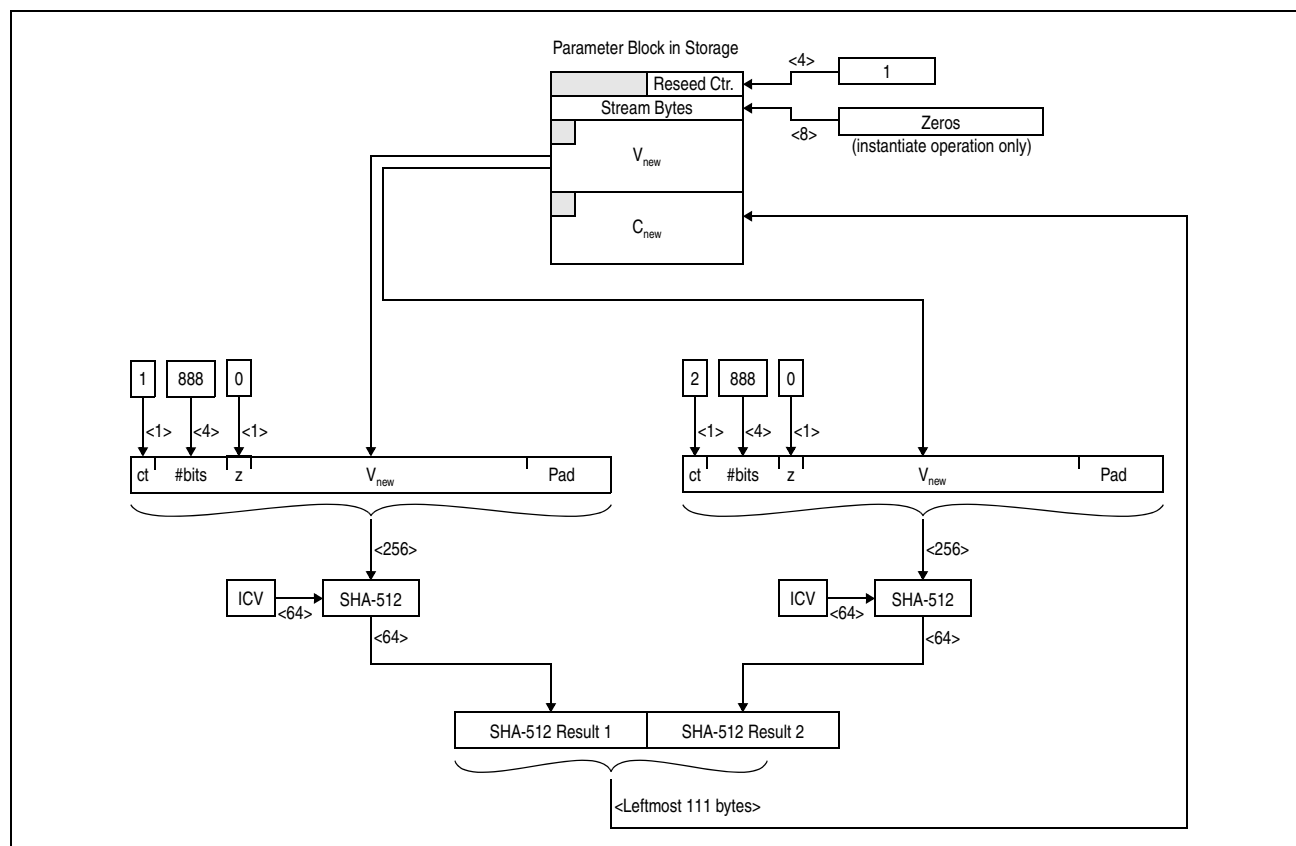 Parameter Block in Storage
<4>
1
Reseed Ctr.
Stream Bytes
<8>
Zeros
(instantiate operation only)
Vnew
Cnew
1 888 0
<1> <4> <1>
ct #bits z Vnew Pad
2 888 0
<1> <4> <1>
ct #bits z Vnew Pad
<256>
ICV
<64>
SHA-512
<64>
<256>
ICV
<64>
SHA-512
<64>
SHA-512 Result 1
SHA-512 Result 2
<Leftmost 111 bytes>